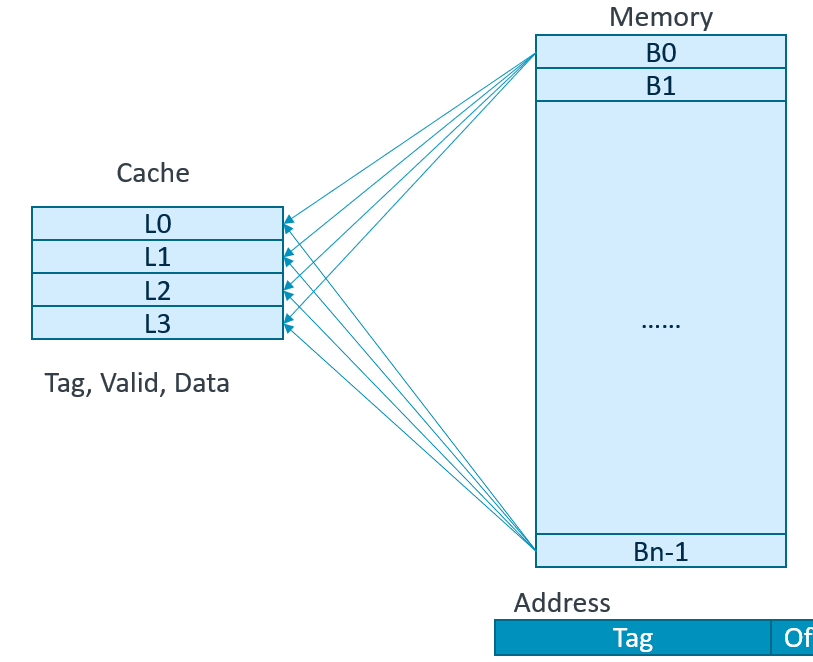 Memory
B0
B1
Cache
L0
L1
L2
L3
......
Tag, Valid, Data
Bn-1
Address
Tag
Of